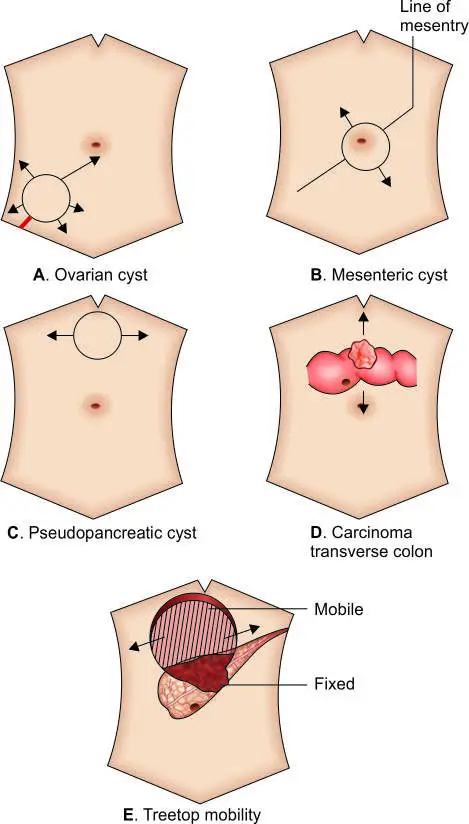 Line of
mesentry
A. Ovarian cyst
B. Mesenteric cyst
C. Pseudopancreatic cyst
D. Carcinoma
transverse colon
Mobile
Fixed
E. Treetop mobility